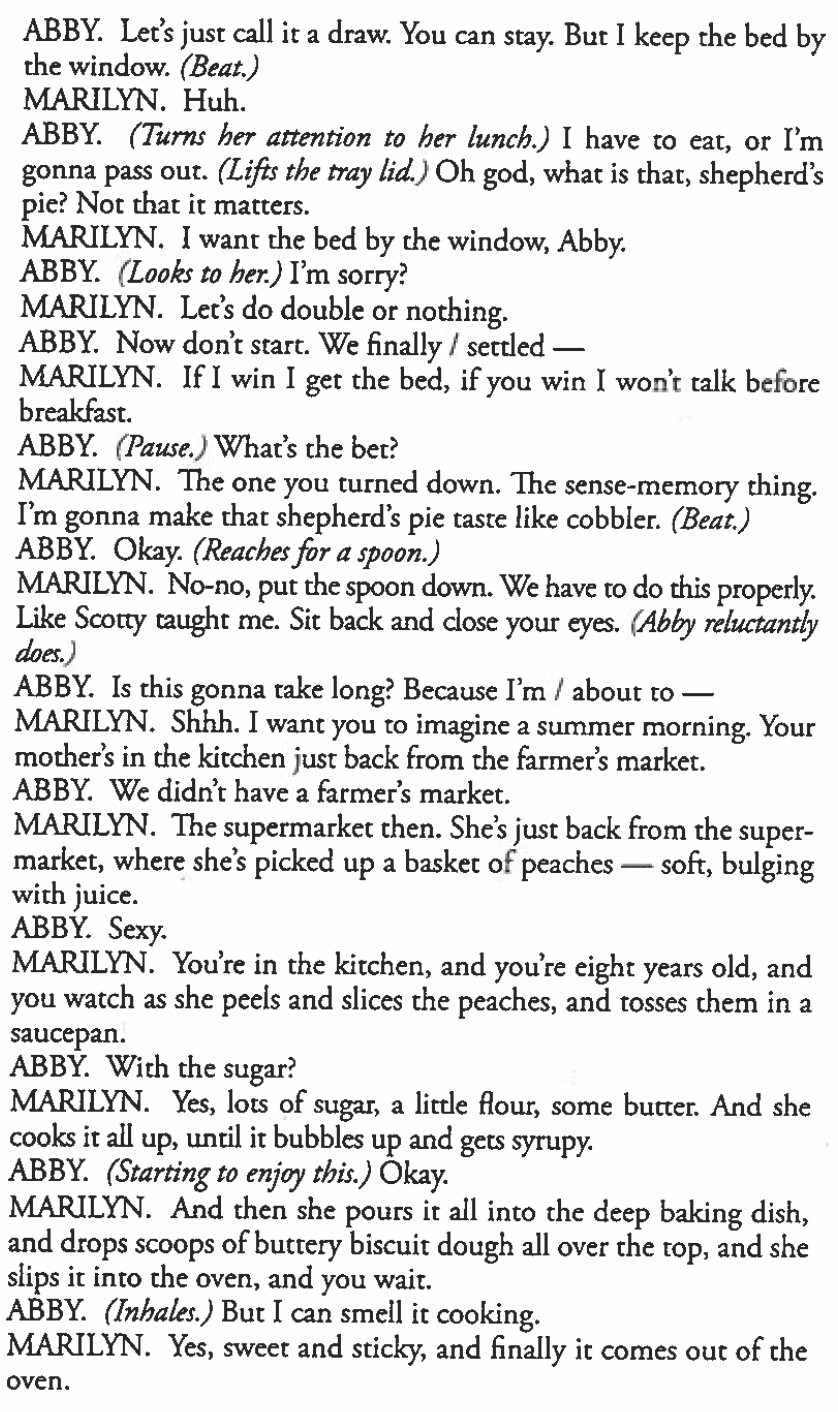 ABBY. Let's just call it a draw. You can stay. But I keep the bed by
the window. (Beat.)
MARILYN. Huh.
ABBY. (Turns her attention to her lunch.) I have to eat, or I'm
gonna pass out. (Lifts the tray lid.) Oh god, what is that, shepherd's
pie? Not that it matters.
MARILYN. I want the bed by the window, Abby.
ABBY. (Looks to her.) I'm sorry?
MARILYN. Let's do double or nothing.
ABBY. Now don't start. We finally / settled —
MARILYN. If I win I get the bed, if you win I won't talk before
breakfast.
ABBY. (Pause.) What's the bet?
MARILYN. The one you turned down. The sense-memory thing.
I'm gonna make that shepherd's pie taste like cobbler. (Beat.)
ABBY. Okay. (Reaches for a spoon.)
MARILYN. No-no, put the spoon down. We have to do this properly.
Like Scotty taught me. Sit back and close your eyes. (Abby reluctantly
does.)
ABBY. Is this gonna take long? Because I'm / about to —
MARILYN. Shhh. I want you to imagine a summer morning. Your
mother's in the kitchen just back from the farmer's market.
ABBY. We didn't have a farmer's market.
MARILYN. The supermarket then. She's just back from the super-
market, where she's picked up a basket of peaches — soft, bulging
with juice.
ABBY. Sexy.
MARILYN. You're in the kitchen, and you're eight years old, and
you watch as she peels and slices the peaches, and tosses them in a
saucepan.
ABBY. With the sugar?
MARILYN. Yes, lots of sugar, a little flour, some butter. And she
cooks it all up, until it bubbles up and gets syrupy.
ABBY. (Starting to enjoy this.) Okay.
MARILYN. And then she pours it all into the deep baking dish,
and drops scoops of buttery biscuit dough all over the top, and she
slips it into the oven, and you wait.
ABBY. (Inhales.) But I can smell it cooking.
MARILYN. Yes, sweet and sticky, and finally it comes out of the
oven.